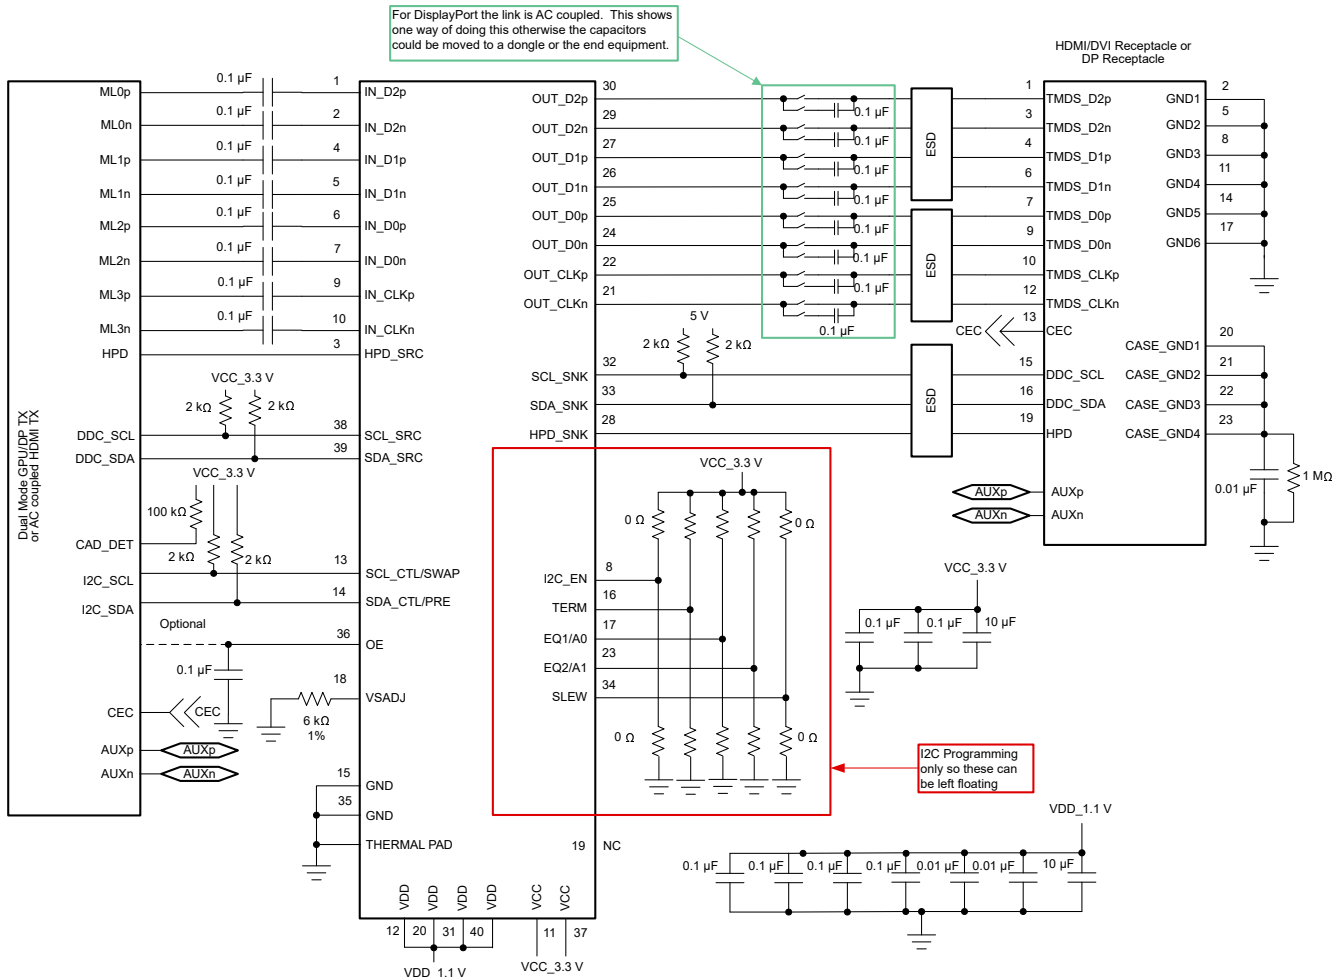 For DisplayPort the link is AC coupled. This shows
one way of doing this otherwise the capacitors
could be moved to a dongle or the end equipment.
HDMI/DVI Receptacle or
DP Receptacle
Dual Mode GPU/DP TX
or AC coupled HDMI TX
ML0p
0.1 µF
1
IN_D2p
ML0n
0.1 µF
2
IN_D2n
ML1p
0.1 µF
4
IN_D1p
ML1n
0.1 µF
5
IN_D1n
ML2p
0.1 µF
6
IN_D0p
ML2n
0.1 µF
7
IN_D0n
ML3p
0.1 µF
9
IN_CLKp
ML3n
0.1 µF
10
IN_CLKn
HPD
3
HPD_SRC
VCC_3.3 V
2 kΩ
2 kΩ
DDC_SCL
38
SCL_SRC
DDC_SDA
39
SDA_SRC
VCC_3.3 V
100 kΩ
CAD_DET
2 kΩ
2 kΩ
I2C_SCL
13
SCL_CTL/SWAP
I2C_SDA
14
SDA_CTL/PRE
Optional
36
OE
0.1 µF
18
VSADJ
6 kΩ
1%
CEC
CEC
AUXp
AUXp
AUXn
AUXn
15
GND
35
GND
THERMAL PAD
VDD
VDD
VDD
VDD
VCC
VCC
12
20
31
40
11
37
VDD_1.1 V
VCC_3.3 V
19
NC
OUT_D2p
30
OUT_D2n
29
OUT_D1p
27
OUT_D1n
26
OUT_D0p
25
OUT_D0n
24
OUT_CLKp
22
OUT_CLKn
21
0.1 µF
0.1 µF
0.1 µF
0.1 µF
0.1 µF
0.1 µF
0.1 µF
0.1 µF
ESD
ESD
ESD
5 V
2 kΩ
2 kΩ
SCL_SNK
32
SDA_SNK
33
HPD_SNK
28
VCC_3.3 V
0 Ω
0 Ω
I2C_EN
8
TERM
16
EQ1/A0
17
EQ2/A1
23
SLEW
34
0 Ω
0 Ω
I2C Programming
only so these can
be left floating
1
TMDS_D2p
3
TMDS_D2n
4
TMDS_D1p
6
TMDS_D1n
7
TMDS_D0p
9
TMDS_D0n
10
TMDS_CLKp
12
TMDS_CLKn
13
CEC
CEC
15
DDC_SCL
16
DDC_SDA
19
HPD
AUXp
AUXp
AUXn
AUXn
GND1
2
GND2
5
GND3
8
GND4
11
GND5
14
GND6
17
CASE_GND1
20
CASE_GND2
21
CASE_GND3
22
CASE_GND4
23
0.01 µF
1 MΩ
VCC_3.3 V
0.1 µF
0.1 µF
10 µF
VDD_1.1 V
0.1 µF
0.1 µF
0.1 µF
0.1 µF
0.01 µF
0.01 µF
10 µF